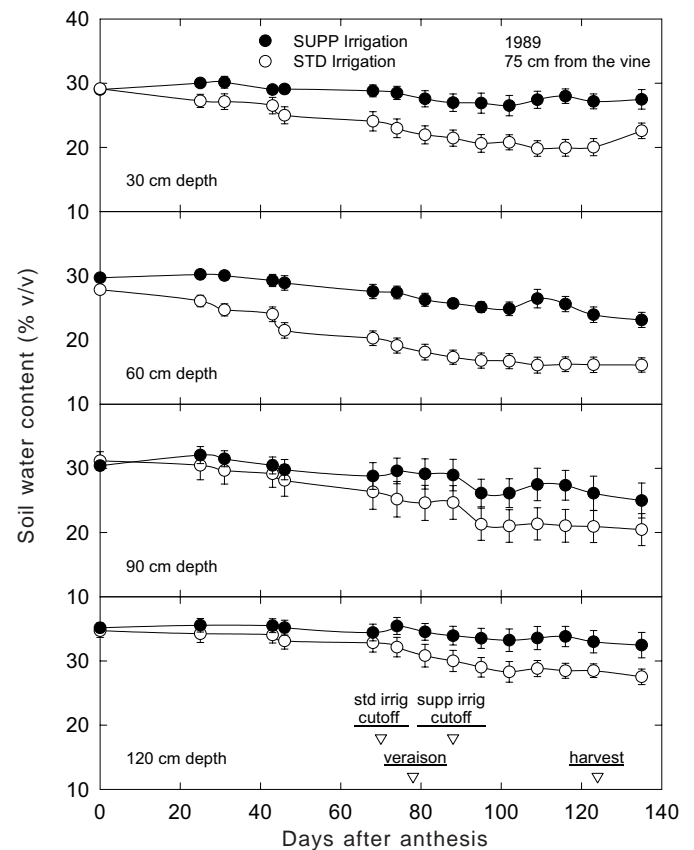 40
SUPP Irrigation
1989
STD Irrigation
75 cm from the vine
30
20
30 cm depth
10
30
20
60 cm depth
10
30
20
90 cm depth
10
30
std irrig
cutoff
supp irrig
cutoff
20
120 cm depth
veraison
harvest
10
0
20
40
60
80
100
120
140
Days after anthesis
Soil water content (% v/v)